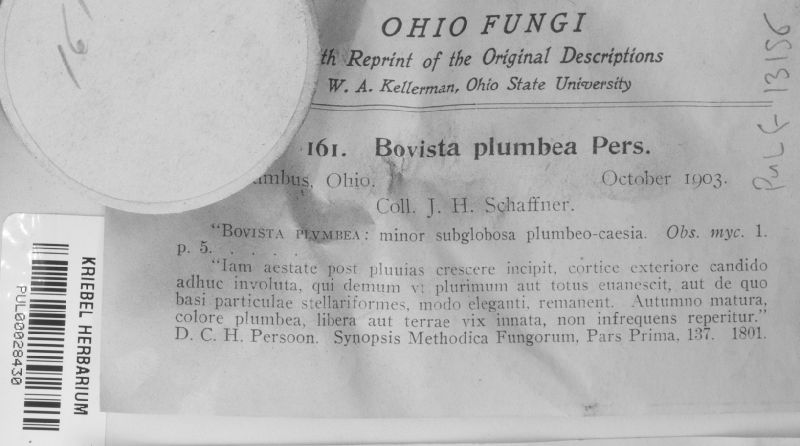 OHIO FUNGI
th Reprint of the Original Descriptions
W. A. Kellerman, Ohio State University
161. Bovista plumbea Pers.
mbus, Ohio. October 1903.
Coll. J. H. Schaffner.
"BOVISTA PLVMBEA: minor subglobosa plumbeo-caesia. Obs. myc. 1.
p. 5. . . . .
"Iam aestate post pluuias crescere incipit, cortice exteriore candido
adhuc involuta, qui demum vt plurimum aut totus euanescit, aut de quo
basi particulae stellariformes, modo eleganti, remanent. Autumno matura,
colore plumbea, libera aut terrae vix innata, non infrequens reperitur."
D. C. H. Persoon. Synopsis Methodica Fungorum, Pars Prima, 137. 1801.
161
PUL F 13156
KRIEBEL HERBARIUM
PUL00028430